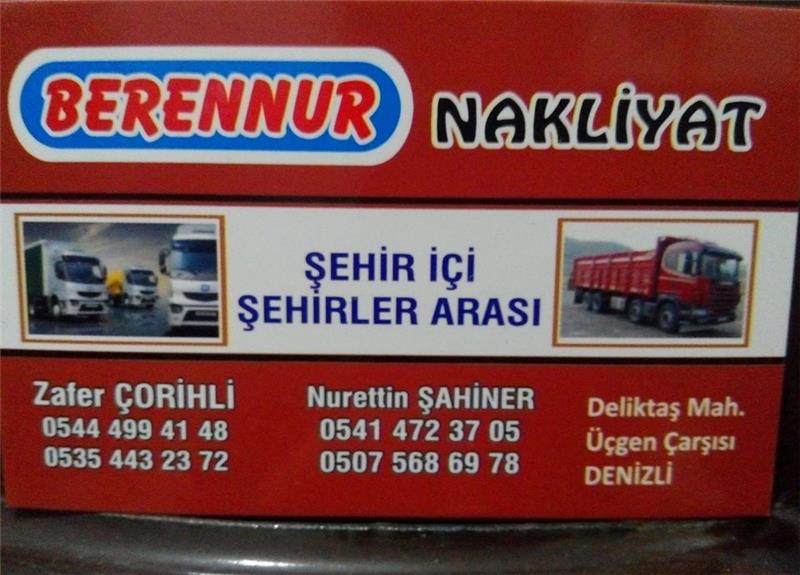 BERENNUR NAKLİYAT
ŞEHİR İÇİ
ŞEHİRLER ARASI
Zafer ÇORİHLİ
0544 499 41 48
0535 443 23 72
Nurettin ŞAHİNER
0541 472 37 05
0507 568 69 78
Deliktaş Mah.
Üçgen Çarşısı
DENİZLİ